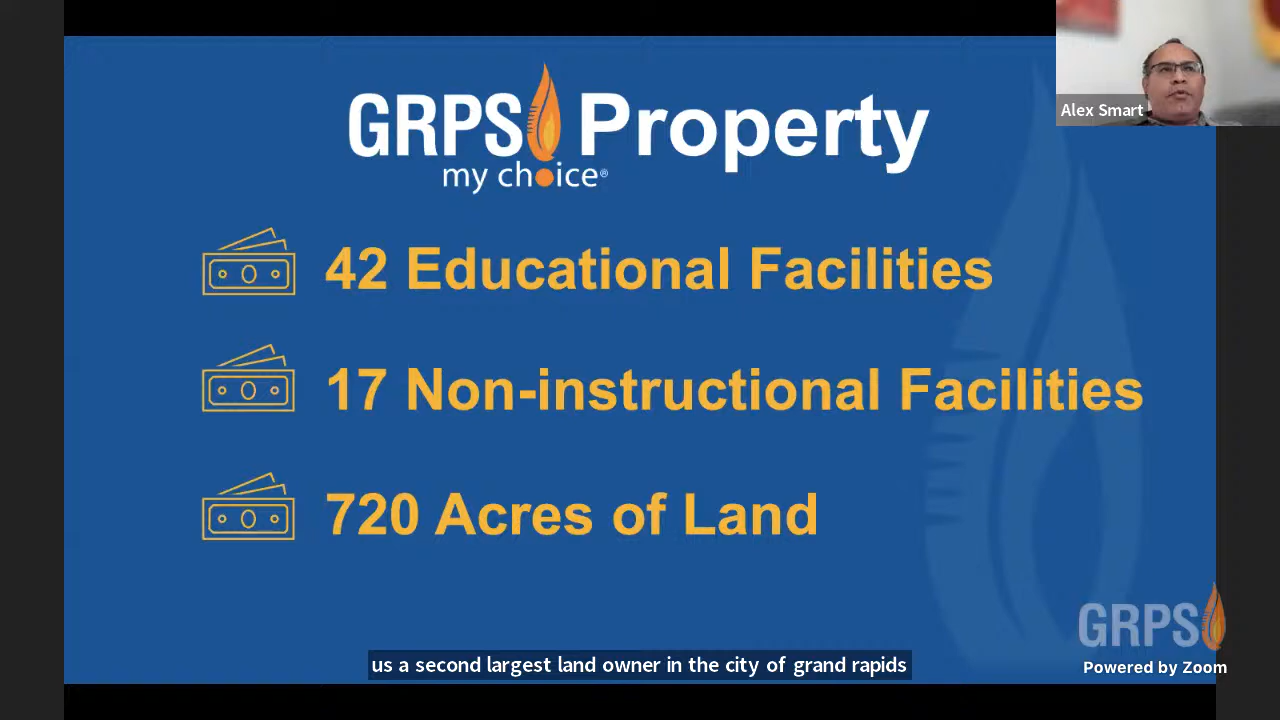 GRPS Property
my choice®
Alex Smart
42 Educational Facilities
17 Non-instructional Facilities
720 Acres of Land
GRPS
us a second largest land owner in the city of grand rapids
Powered by Zoom